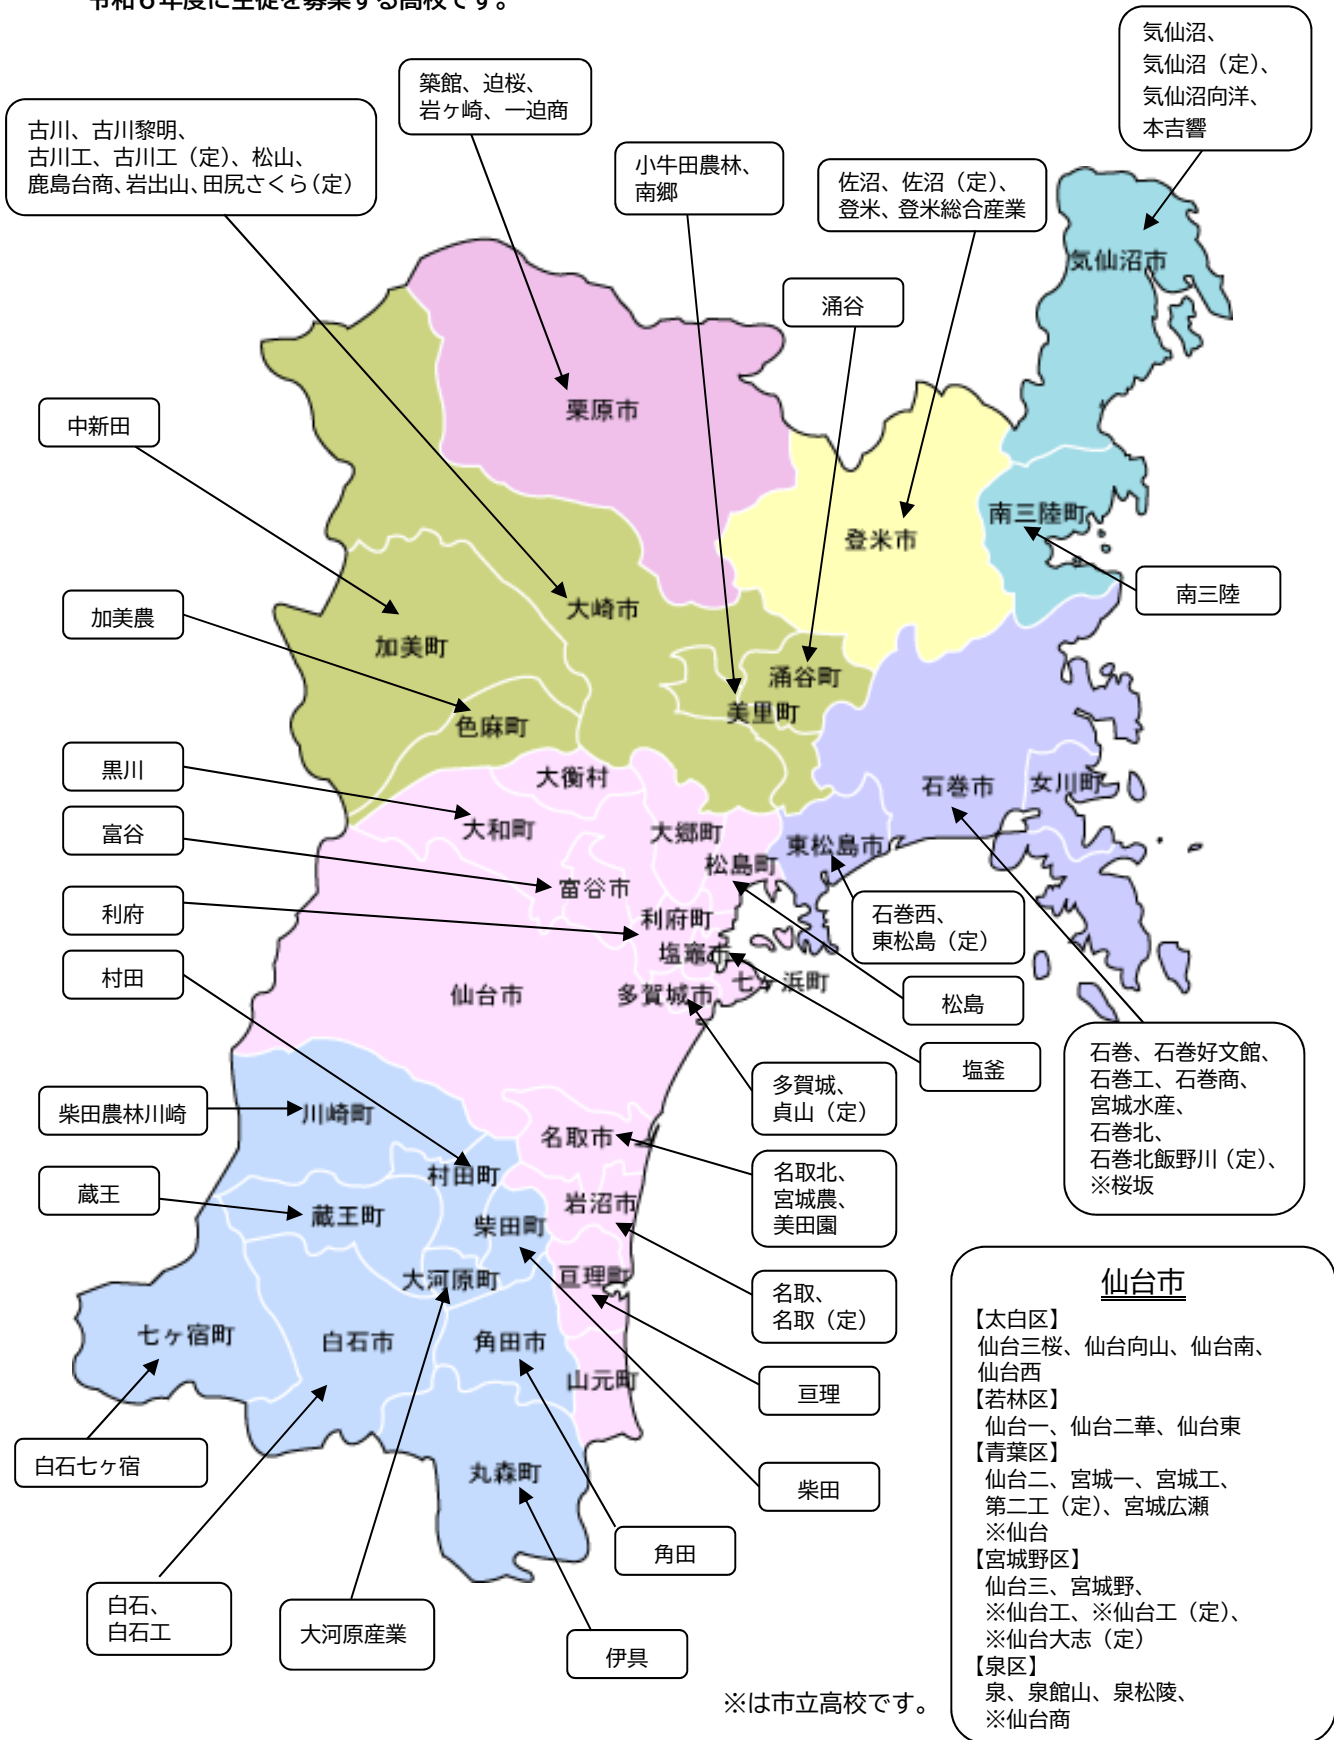 令和６年度に生徒を募集する高校です。
気仙沼、
気仙沼（定）、
気仙沼向洋、
本吉響
築館、迫桜、
岩ヶ崎、一迫商
古川、古川黎明、
古川工、古川工（定）、松山、
鹿島台商、岩出山、田尻さくら（定）
小牛田農林、
南郷
佐沼、佐沼（定）、
登米、登米総合産業
涌谷
気仙沼市
栗原市
中新田
南三陸町
登米市
南三陸
加美農
大崎市
加美町
涌谷町
美里町
色麻町
黒川
大衡村
石巻市
女川町
富谷
大和町
大郷町
東松島市
松島町
富谷市
利府
利府町
石巻西、
東松島（定）
塩竈市
村田
仙台市
多賀城市
七ヶ浜町
松島
塩釜
石巻、石巻好文館、
石巻工、石巻商、
宮城水産、
石巻北、
石巻北飯野川（定）、
※桜坂
多賀城、
貞山（定）
柴田農林川崎
川崎町
名取市
名取北、
宮城農、
美田園
村田町
蔵王
蔵王町
柴田町
岩沼市
大河原町
亘理町
名取、
名取（定）
七ヶ宿町
白石市
角田市
山元町
亘理
白石七ヶ宿
丸森町
柴田
角田
白石、
白石工
大河原産業
伊具
仙台市
【太白区】
仙台三桜、仙台向山、仙台南、
仙台西
【若林区】
仙台一、仙台二華、仙台東
【青葉区】
仙台二、宮城一、宮城工、
第二工（定）、宮城広瀬
※仙台
【宮城野区】
仙台三、宮城野、
※仙台工、※仙台工（定）、
※仙台大志（定）
【泉区】
泉、泉館山、泉松陵、
※仙台商
※は市立高校です。